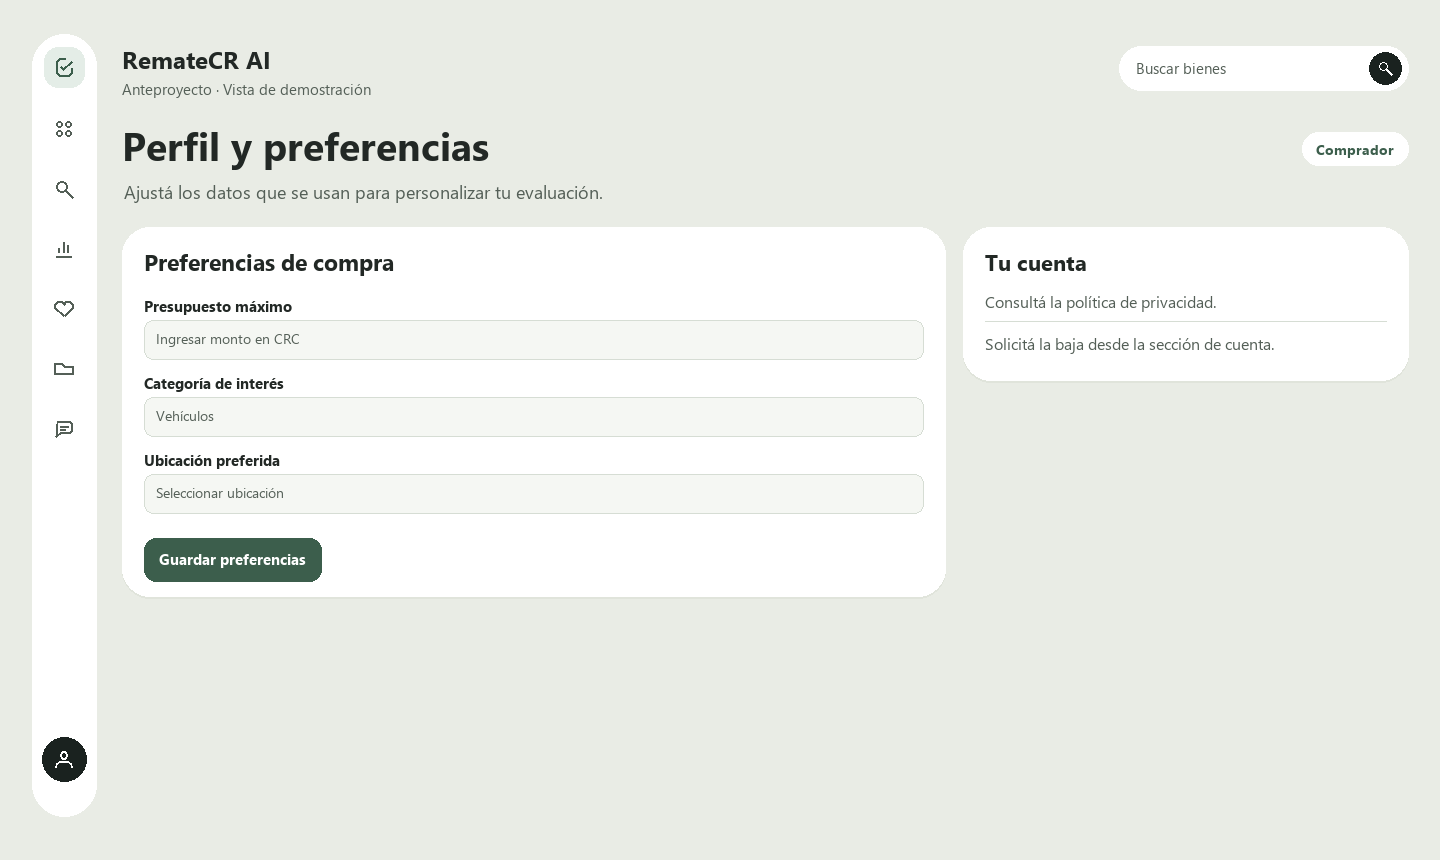 RemateCR AI
Anteproyecto · Vista de demostración
Buscar bienes
Perfil y preferencias
Comprador
Ajustá los datos que se usan para personalizar tu evaluación.
Preferencias de compra
Presupuesto máximo
Ingresar monto en CRC
Categoría de interés
Vehículos
Ubicación preferida
Seleccionar ubicación
Guardar preferencias
Tu cuenta
Consultá la política de privacidad.
Solicitá la baja desde la sección de cuenta.